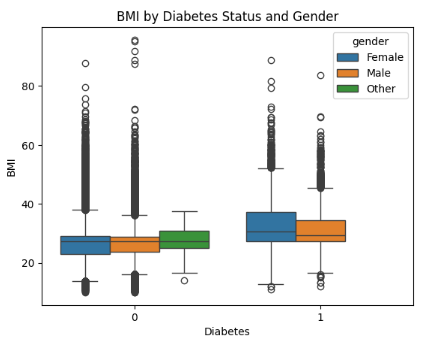 BMI by Diabetes Status and Gender
gender
Female
Male
Other
80
60
40
20
BMI
0
1
Diabetes